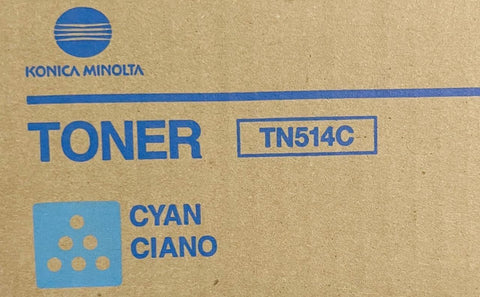 KONICA MINOLTA
TONER TN514C
CYAN
CIANO